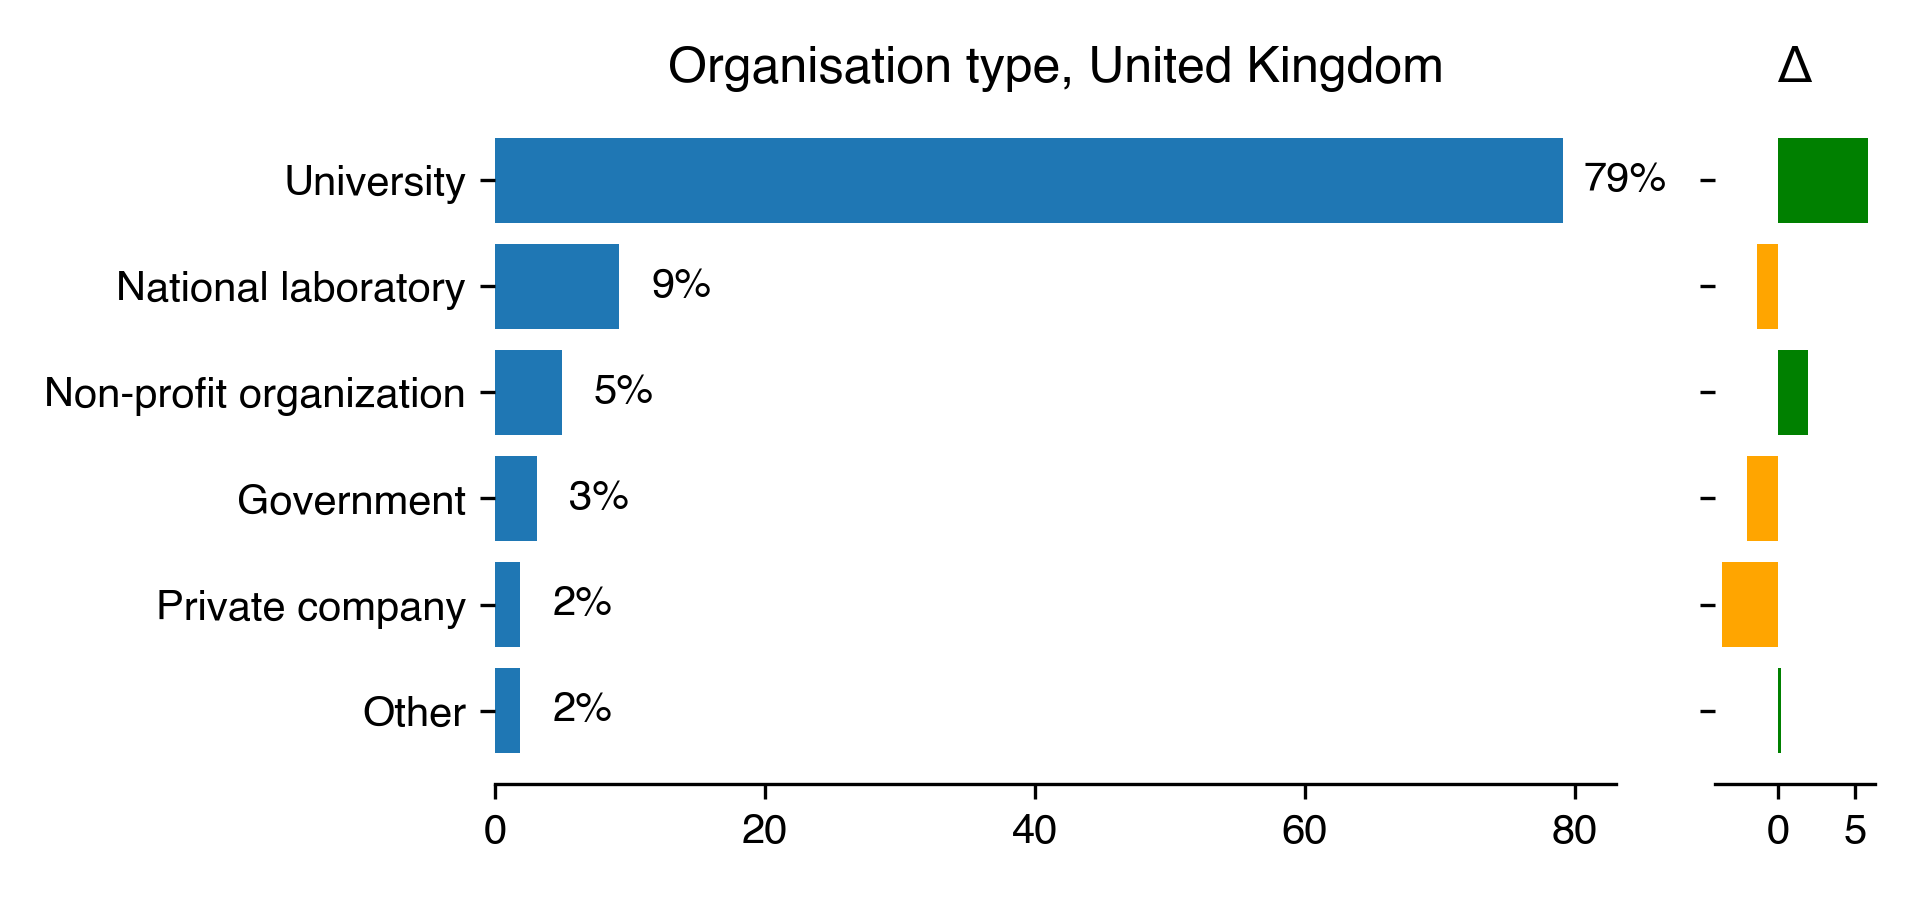 Organisation type, United Kingdom
Δ
University
79%
National laboratory
9%
Non-profit organization
5%
Government
3%
Private company
2%
Other
2%
0 20 40 60 80
0 5